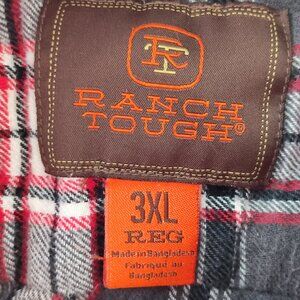 RT
RANCH
TOUGH®
3XL
REG
Made in Bangladesh
Fabriqué au
Bangladesh